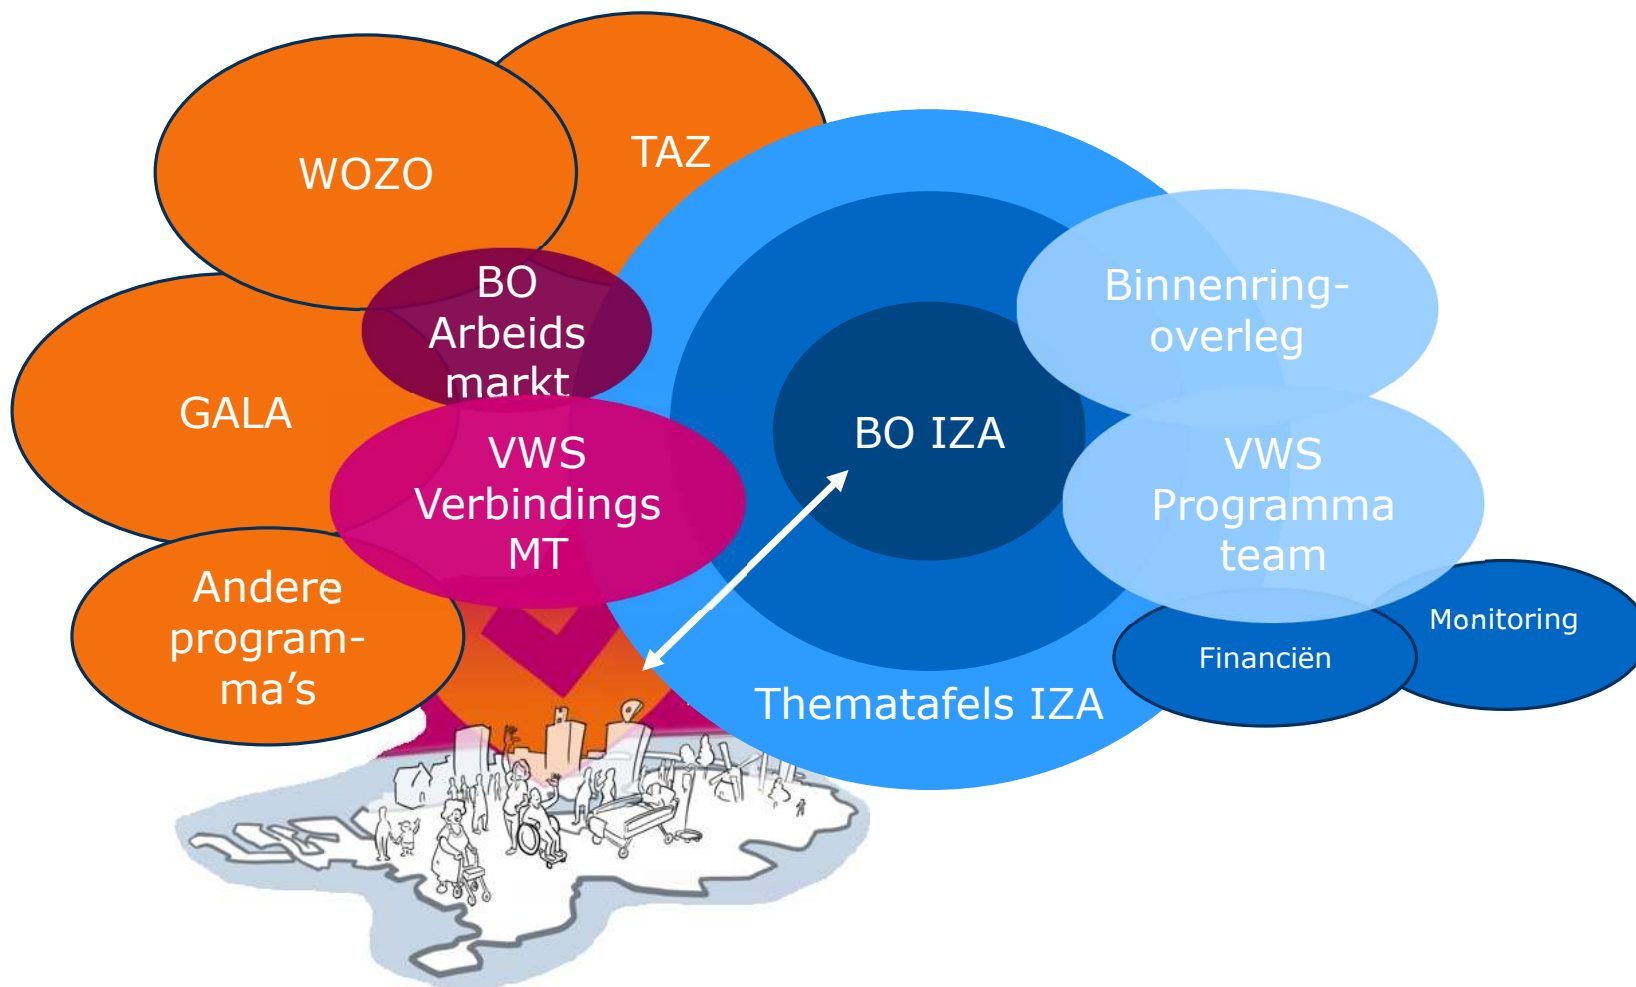 TAZ
WOZO
BO
Arbeids
markt
Binnenring-
overleg
GALA
BO IZA
VWS
Verbindings
MT
VWS
Programma
team
Andere
program-
ma's
Monitoring
Financiën
Thematafels IZA